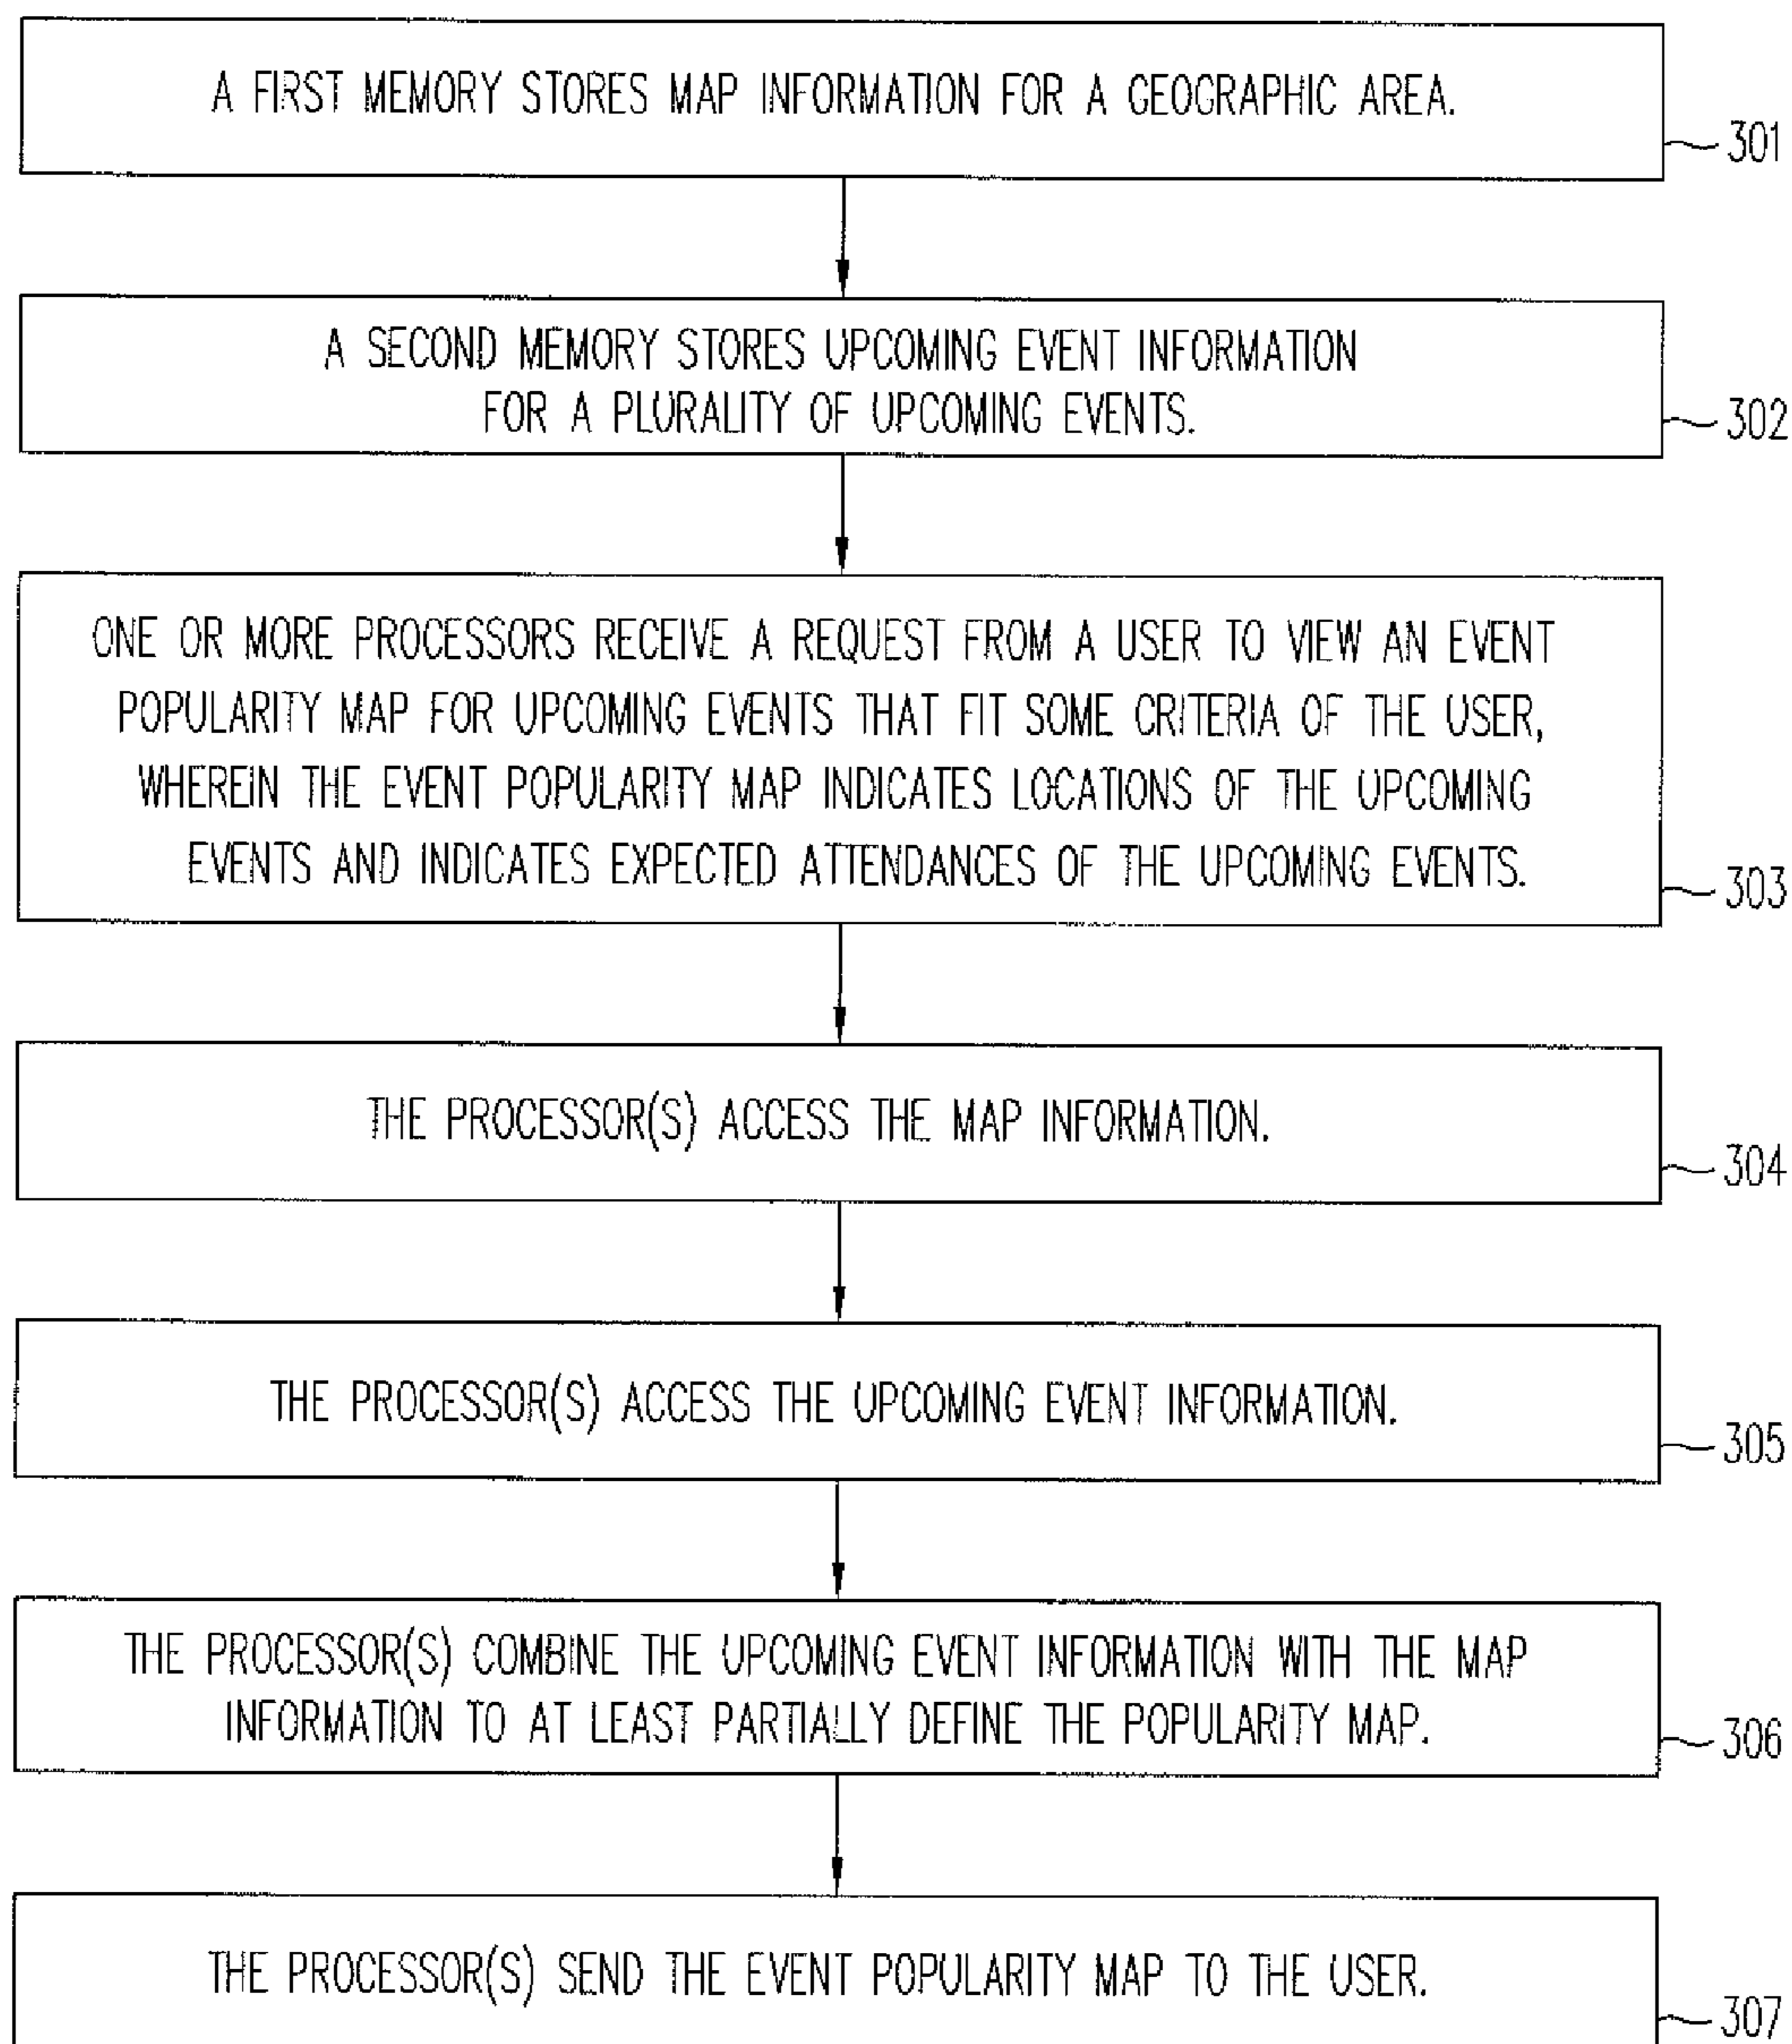 A FIRST MEMORY STORES MAP INFORMATION FOR A GEOGRAPHIC AREA.
301
A SECOND MEMORY STORES UPCOMING EVENT INFORMATION
FOR A PLURALITY OF UPCOMING EVENTS.
302
ONE OR MORE PROCESSORS RECEIVE A REQUEST FROM A USER TO VIEW AN EVENT
POPULARITY MAP FOR UPCOMING EVENTS THAT FIT SOME CRITERIA OF THE USER,
WHEREIN THE EVENT POPULARITY MAP INDICATES LOCATIONS OF THE UPCOMING
EVENTS AND INDICATES EXPECTED ATTENDANCES OF THE UPCOMING EVENTS.
303
THE PROCESSOR(S) ACCESS THE MAP INFORMATION.
304
THE PROCESSOR(S) ACCESS THE UPCOMING EVENT INFORMATION.
305
THE PROCESSOR(S) COMBINE THE UPCOMING EVENT INFORMATION WITH THE MAP
INFORMATION TO AT LEAST PARTIALLY DEFINE THE POPULARITY MAP.
306
THE PROCESSOR(S) SEND THE EVENT POPULARITY MAP TO THE USER.
307